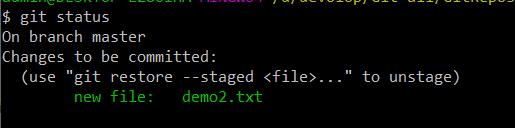 $ git status
On branch master
Changes to be committed:
  (use "git restore --staged <file>..." to unstage)
        new file:   demo2.txt